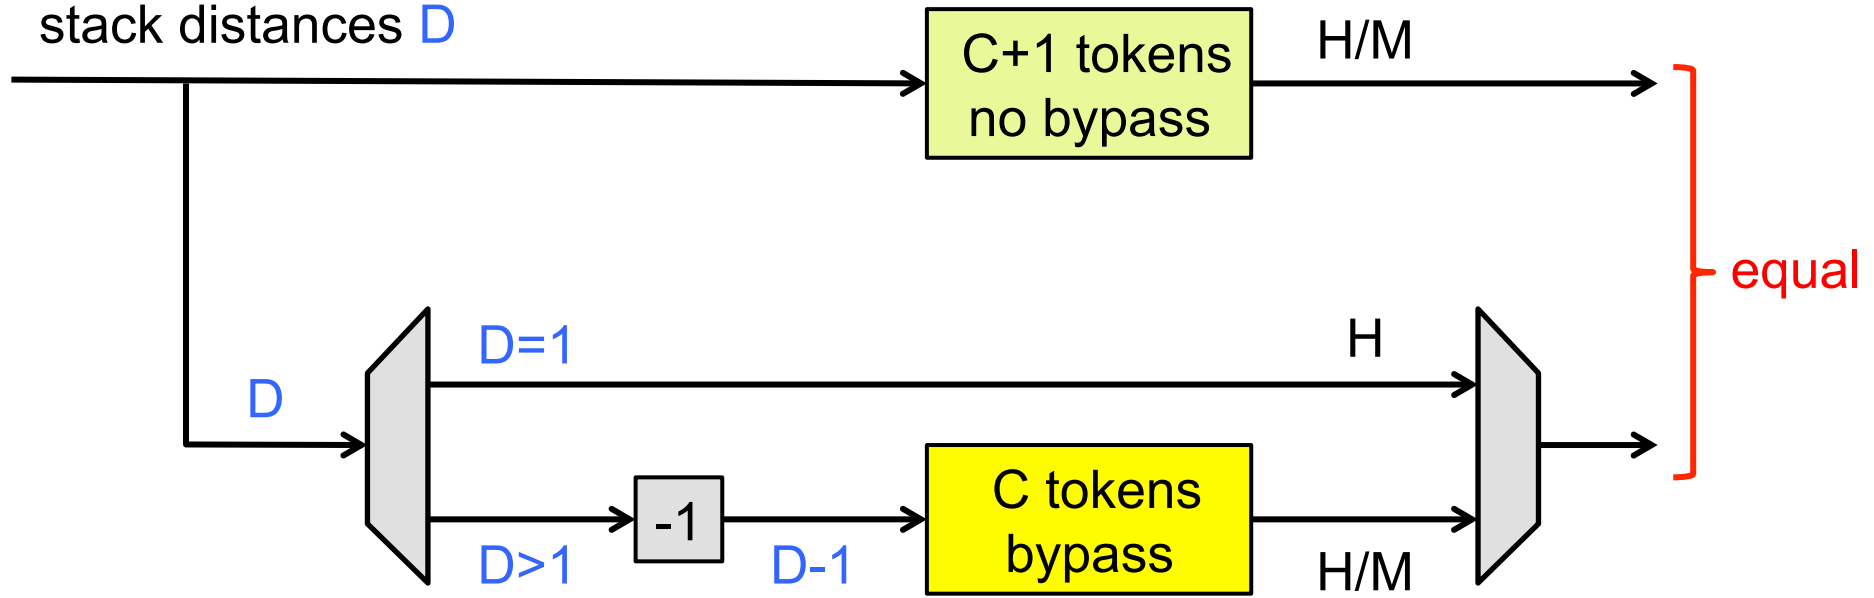 stack distances D
C+1 tokens
no bypass
H/M
equal
D
D=1
H
D>1
-1
D-1
C tokens
bypass
H/M